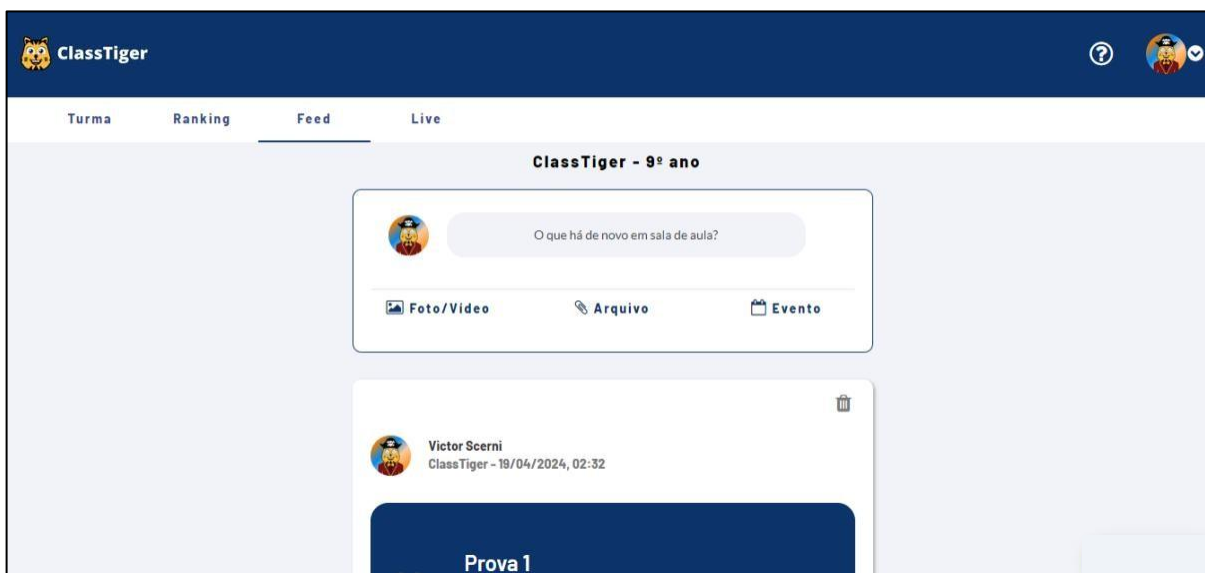 ClassTiger
Turma Ranking Feed Live
ClassTiger - 9º ano
O que há de novo em sala de aula?
Foto/Vídeo Arquivo Evento
Victor Scerni
ClassTiger - 19/04/2024, 02:32
Prova 1